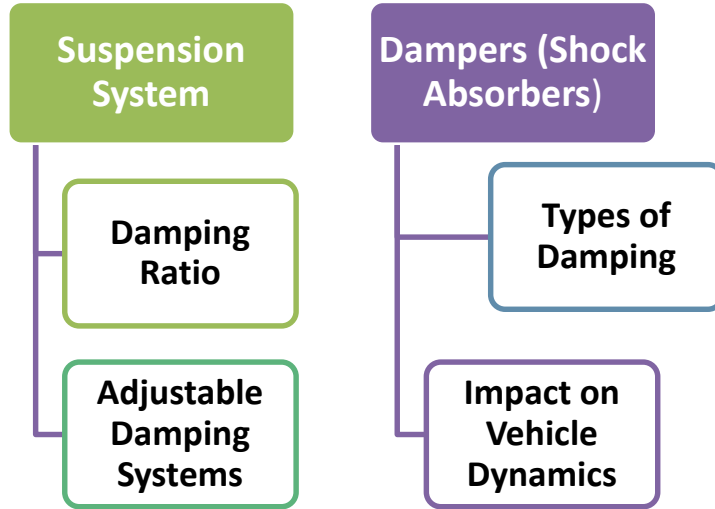 Suspension
System
Damping
Ratio
Adjustable
Damping
Systems
Dampers (Shock
Absorbers)
Types of
Damping
Impact on
Vehicle
Dynamics